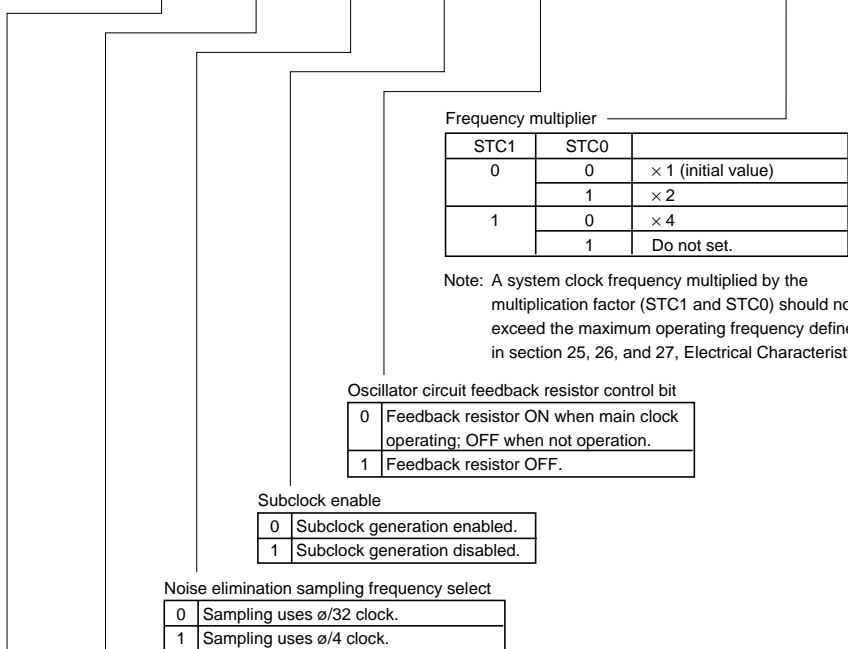 Frequency multiplier
STC1 STC0
0 0 × 1 (initial value)
1 × 2
1 0 × 4
1 Do not set.
Note: A system clock frequency multiplied by the
multiplication factor (STC1 and STC0) should
exceed the maximum operating frequency
in section 25, 26, and 27, Electrical
Oscillator circuit feedback resistor control bit
0 Feedback resistor ON when main clock
operating; OFF when not operation.
1 Feedback resistor OFF.
Subclock enable
0 Subclock generation enabled.
1 Subclock generation disabled.
Noise elimination sampling frequency select
0 Sampling uses ø/32 clock.
1 Sampling uses ø/4 clock.